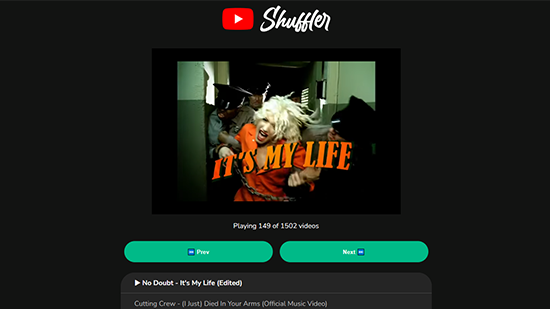 Shuffler
IT'S MY LIFE
Playing 149 of 1502 videos
Prev
Next
No Doubt - It's My Life (Edited)
Cutting Crew - (I Just) Died In Your Arms (Official Music Video)